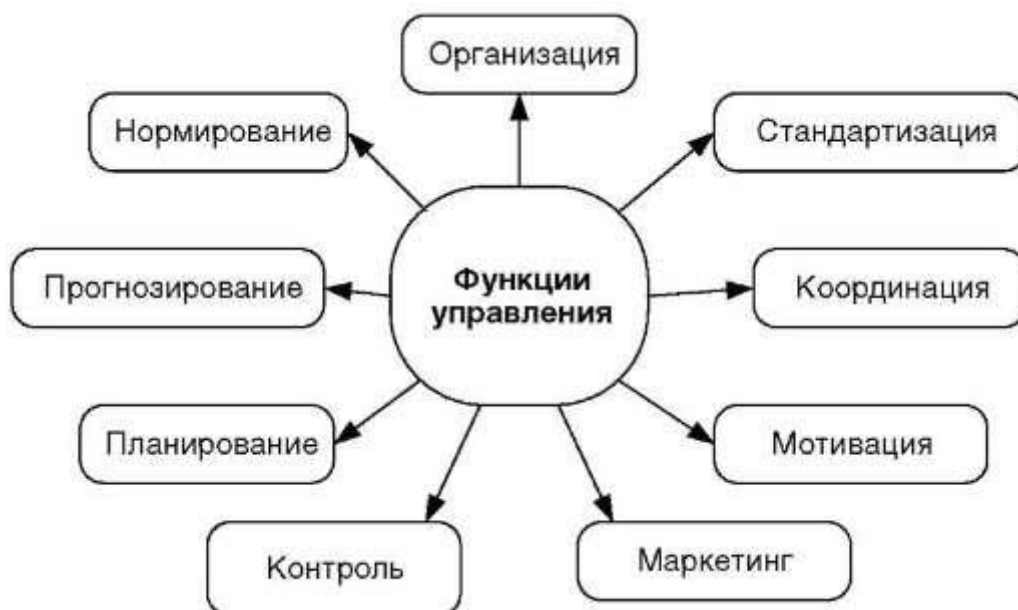 Организация
Нормирование
Стандартизация
Прогнозирование
Функции
управления
Координация
Планирование
Мотивация
Контроль
Маркетинг